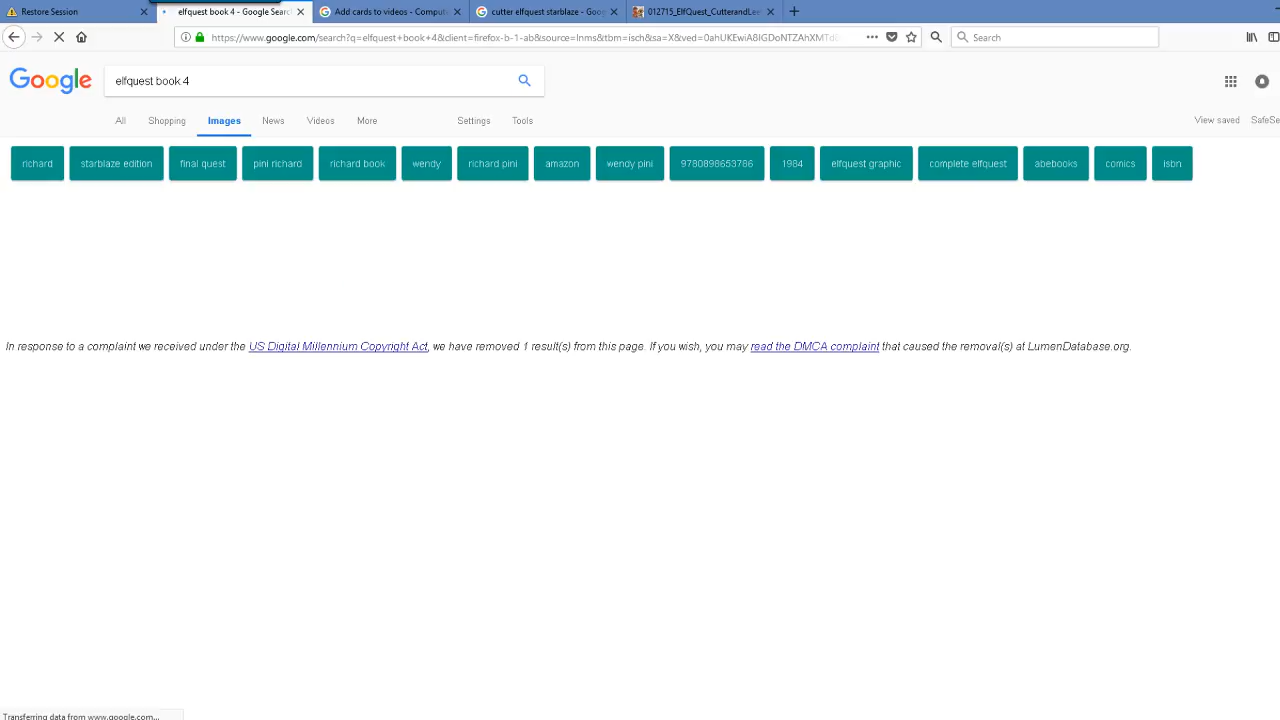 Restore Session
elfquest book 4 - Google Searc
Add cards to videos - Compute
cutter elfquest starblaze - Goog
012715_ElfQuest_CutterandLee
https://www.google.com/search?q=elfquest+book+4&client=firefox-b-1-ab&source=lnms&tbm=isch&sa=X&ved=0ahUKEwiA8IGDoNTZAhXMTd
Search
Google
elfquest book 4
All Shopping Images News Videos More Settings Tools
View saved SafeSe
richard starblaze edition final quest pini richard richard book wendy richard pini amazon wendy pini 9780898653786 1984 elfquest graphic complete elfquest abebooks comics isbn
In response to a complaint we received under the US Digital Millennium Copyright Act, we have removed 1 result(s) from this page. If you wish, you may read the DMCA complaint that caused the removal(s) at LumenDatabase.org.
Transferring data from www.google.com...